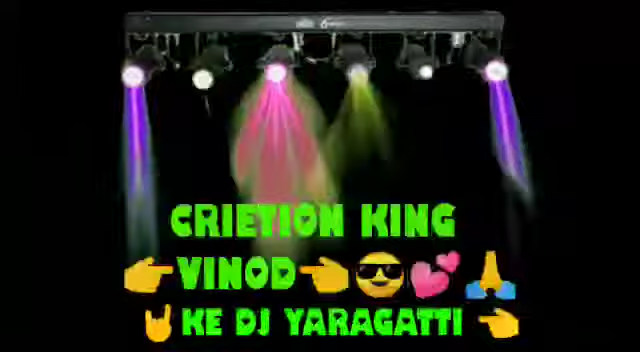 CRIETION KING
👉VINOD👈😎💕🙏
🤘KE DJ YARAGATTI 👈